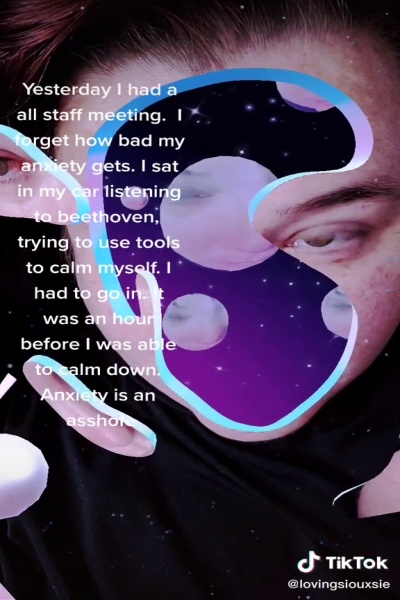 Yesterday I had a
all staff meeting. I
forget how bad my
anxiety gets. I sat
in my car listening
to beethoven,
trying to use tools
to calm myself. I
had to go in. It
was an hour
before I was able
to calm down.
Anxiety is an
asshole
TikTok
@lovingsiouxsie